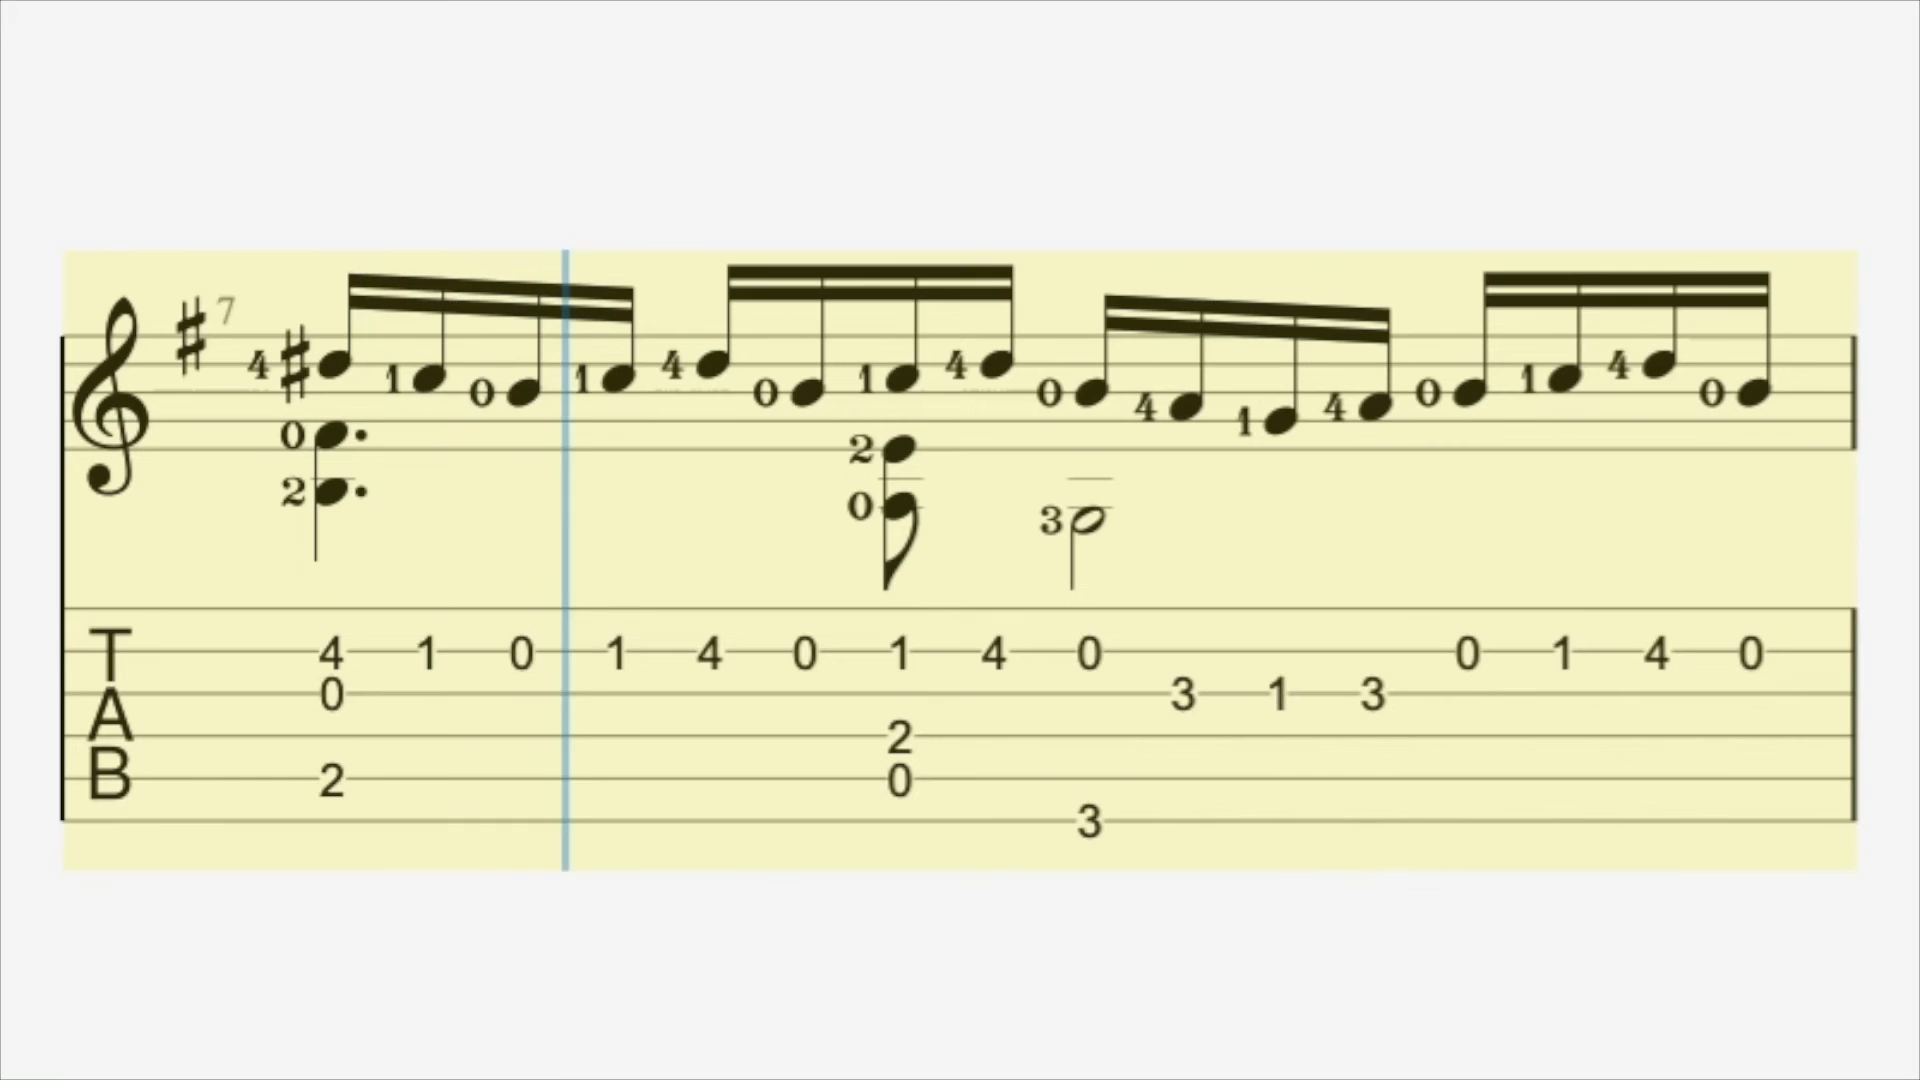 7
4 1 0 1 4 0 1 4 0 4 1 4 0 1 4 0
0 2
2 0 3
T 4 1 0 1 4 0 1 4 0 0 1 4 0
A 0 3 1 3
2
B 2 0
3